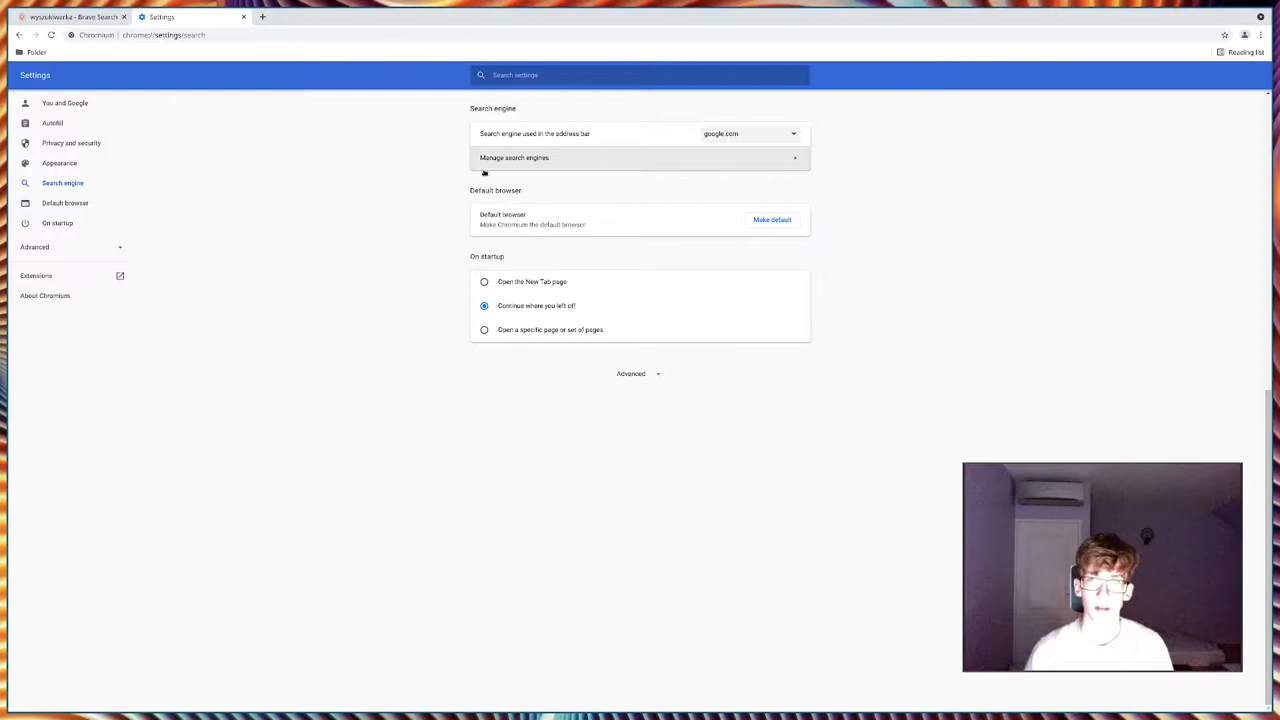 wyszukiwarka - Brave Search
Settings
Chromium
chrome://settings/search
Folder
Reading list
Settings
Search settings
You and Google
Autofill
Privacy and security
Appearance
Search engine
Default browser
On startup
Advanced
Extensions
About Chromium
Search engine
Search engine used in the address bar
google.com
Manage search engines
Default browser
Default browser
Make Chromium the default browser
Make default
On startup
Open the New Tab page
Continue where you left off
Open a specific page or set of pages
Advanced